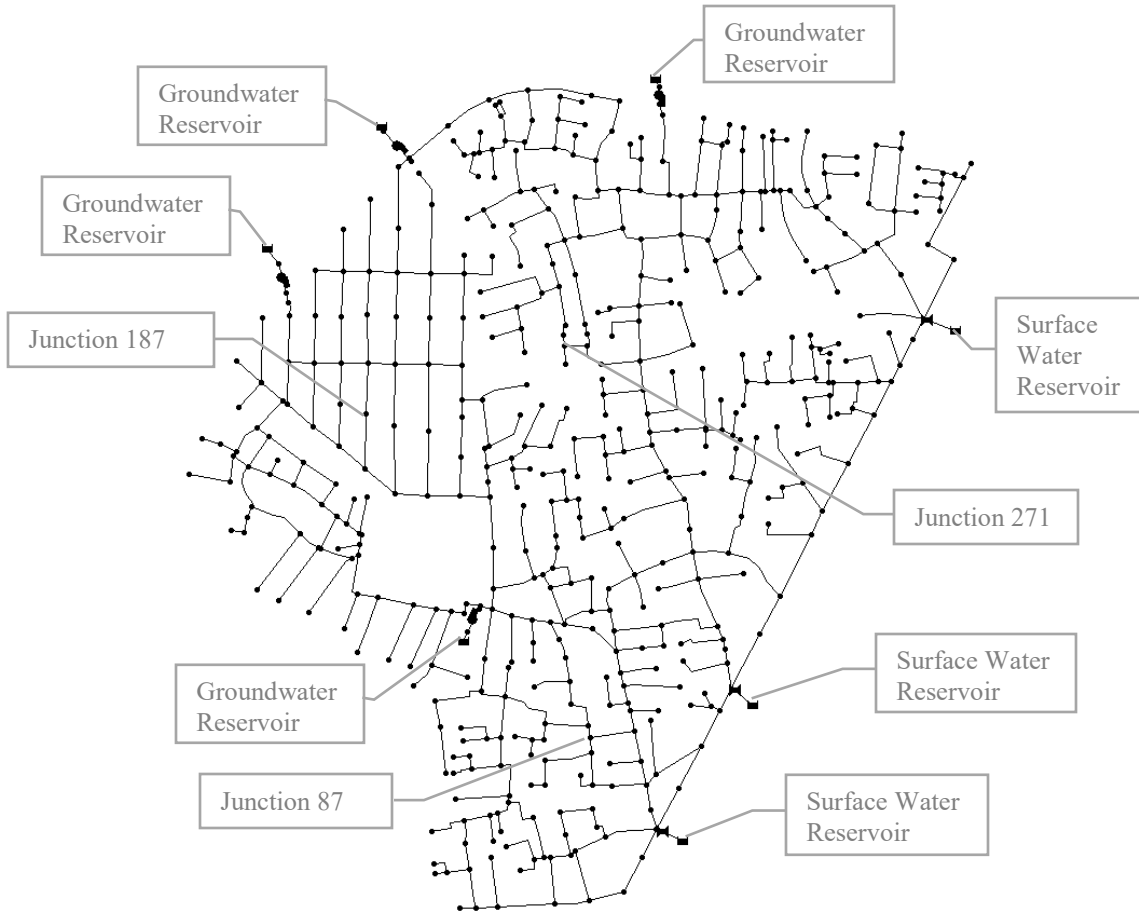 Groundwater
Reservoir
Groundwater
Reservoir
Groundwater
Reservoir
Junction 187
Surface
Water
Reservoir
Junction 271
Surface Water
Reservoir
Groundwater
Reservoir
Junction 87
Surface Water
Reservoir